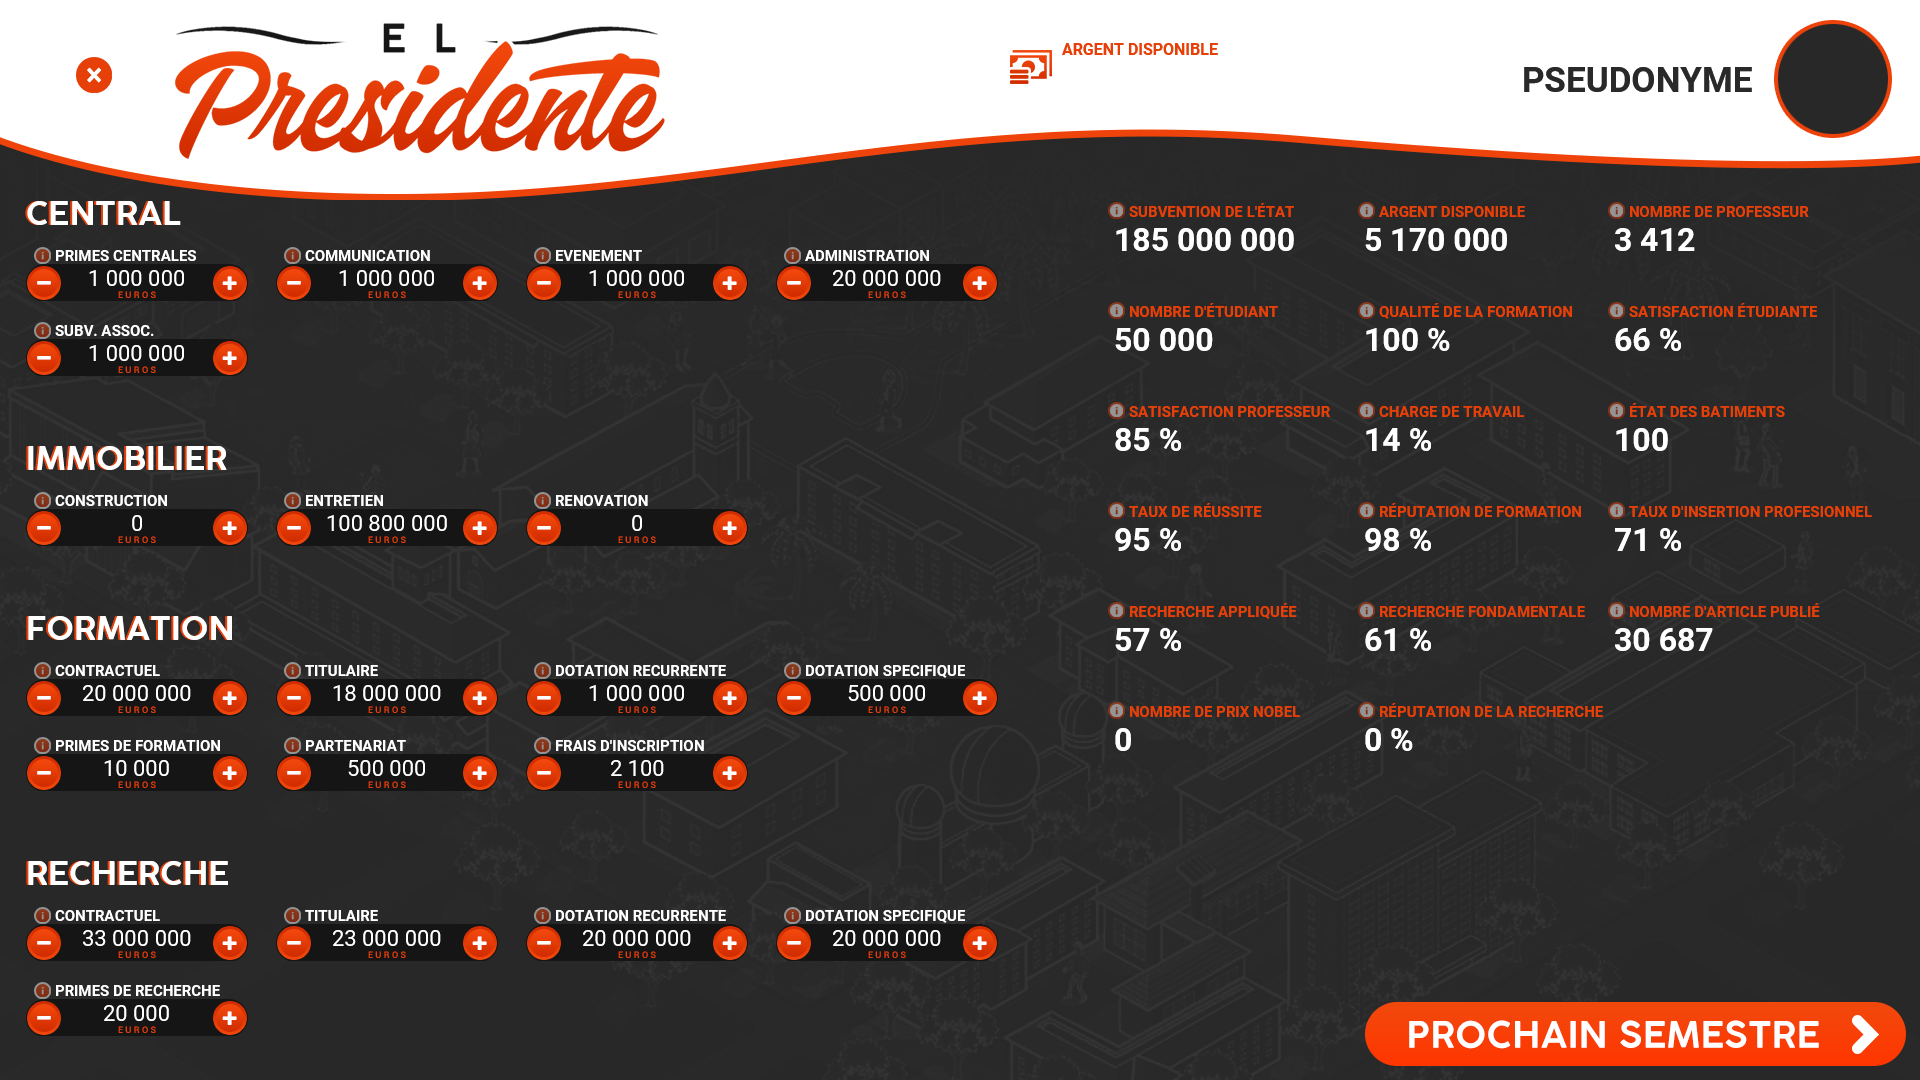 EL
Presidente
ARGENT DISPONIBLE
PSEUDONYME
CENTRAL
PRIMES CENTRALES
1 000 000
EUROS
COMMUNICATION
1 000 000
EUROS
EVENEMENT
1 000 000
EUROS
ADMINISTRATION
20 000 000
EUROS
SUBV. ASSOC.
1 000 000
EUROS
IMMOBILIER
CONSTRUCTION
0
EUROS
ENTRETIEN
100 800 000
EUROS
RENOVATION
0
EUROS
FORMATION
CONTRACTUEL
20 000 000
EUROS
TITULAIRE
18 000 000
EUROS
DOTATION RECURRENTE
1 000 000
EUROS
DOTATION SPECIFIQUE
500 000
EUROS
PRIMES DE FORMATION
10 000
EUROS
PARTENARIAT
500 000
EUROS
FRAIS D'INSCRIPTION
2 100
EUROS
RECHERCHE
CONTRACTUEL
33 000 000
EUROS
TITULAIRE
23 000 000
EUROS
DOTATION RECURRENTE
20 000 000
EUROS
DOTATION SPECIFIQUE
20 000 000
EUROS
PRIMES DE RECHERCHE
20 000
EUROS
SUBVENTION DE L'ÉTAT
185 000 000
ARGENT DISPONIBLE
5 170 000
NOMBRE DE PROFESSEUR
3 412
NOMBRE D'ÉTUDIANT
50 000
QUALITÉ DE LA FORMATION
100 %
SATISFACTION ÉTUDIANTE
66 %
SATISFACTION PROFESSEUR
85 %
CHARGE DE TRAVAIL
14 %
ÉTAT DES BATIMENTS
100
TAUX DE RÉUSSITE
95 %
RÉPUTATION DE FORMATION
98 %
TAUX D'INSERTION PROFESIONNEL
71 %
RECHERCHE APPLIQUÉE
57 %
RECHERCHE FONDAMENTALE
61 %
NOMBRE D'ARTICLE PUBLIÉ
30 687
NOMBRE DE PRIX NOBEL
0
RÉPUTATION DE LA RECHERCHE
0 %
PROCHAIN SEMESTRE